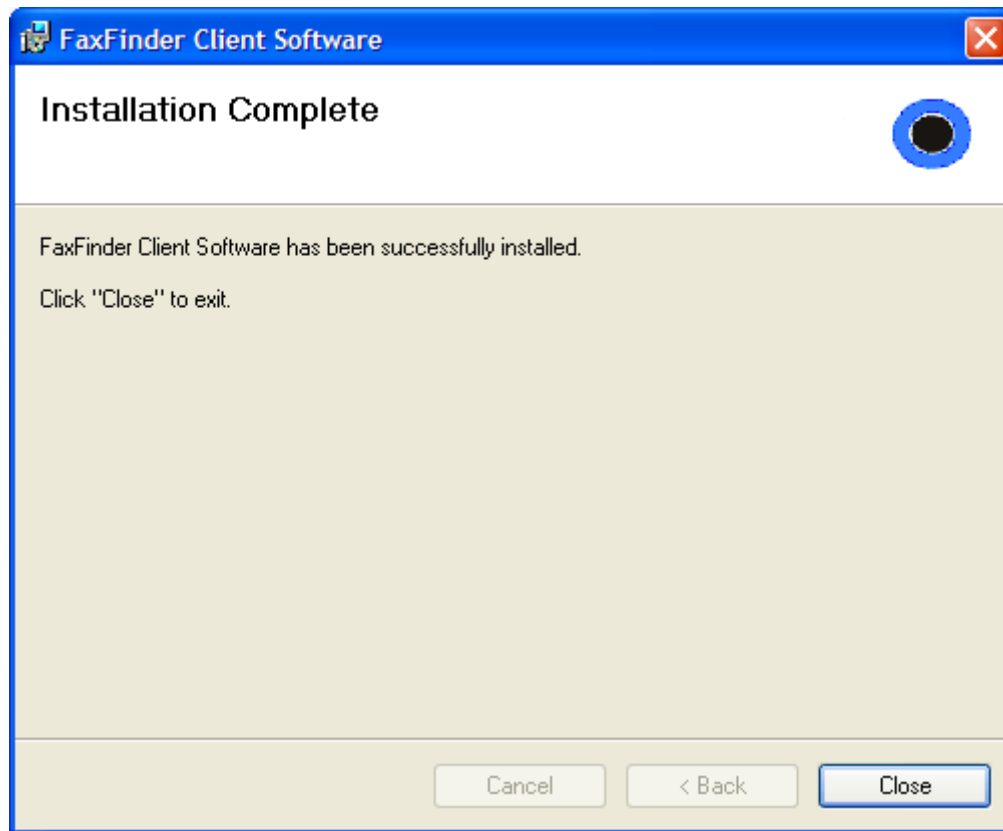 FaxFinder Client Software
Installation Complete
FaxFinder Client Software has been successfully installed.
Click "Close" to exit.
Cancel
< Back
Close